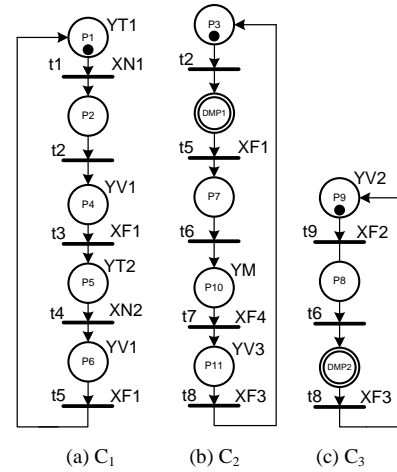 P1 YT1
t1 XN1
P2
t2
P4 YV1
t3 XF1
P5 YT2
t4 XN2
P6 YV1
t5 XF1
(a) C₁
P3
t2
DMP1
t5 XF1
P7
t6
P10 YM
t7 XF4
P11 YV3
t8 XF3
(b) C₂
P9 YV2
t9 XF2
P8
t6
DMP2
t8 XF3
(c) C₃